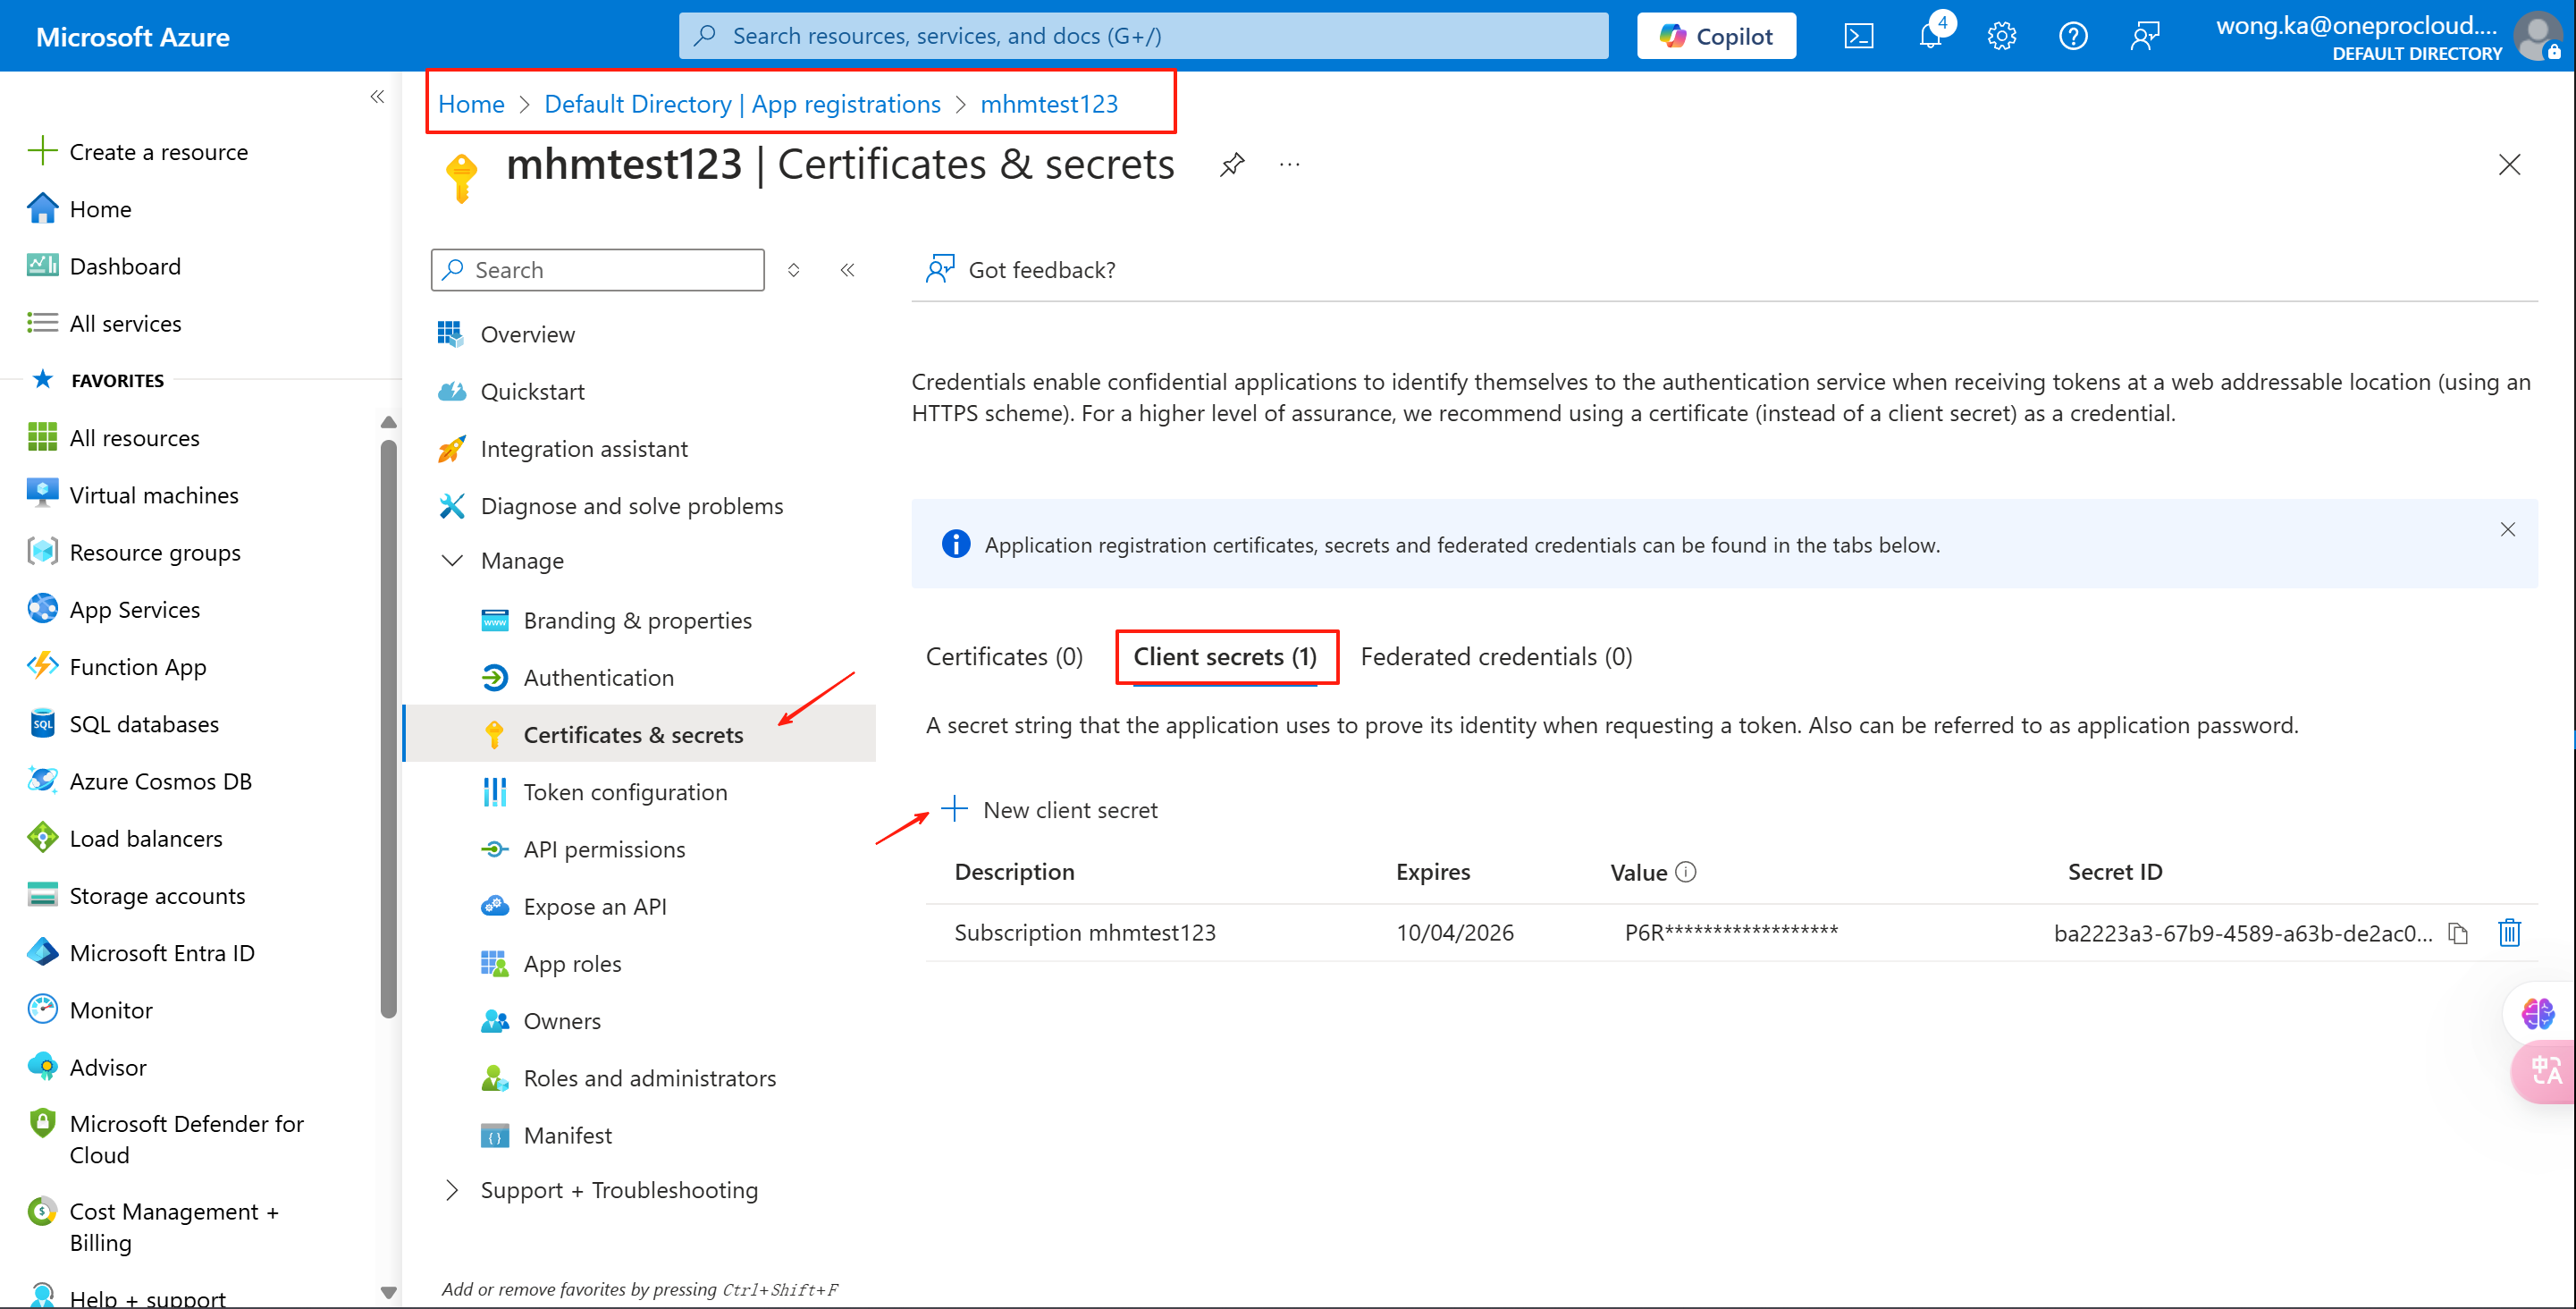 Microsoft Azure
Search resources, services, and docs (G+/)
Copilot
4
wong.ka@oneprocloud....
DEFAULT DIRECTORY
Create a resource
Home
Dashboard
All services
FAVORITES
All resources
Virtual machines
Resource groups
App Services
Function App
SQL
SQL databases
Azure Cosmos DB
Load balancers
Storage accounts
Microsoft Entra ID
Monitor
Advisor
Microsoft Defender for
Cloud
Cost Management +
Billing
Help + support
Home > Default Directory | App registrations > mhmtest123
mhmtest123 | Certificates & secrets
Search
Overview
Quickstart
Integration assistant
Diagnose and solve problems
Manage
www
Branding & properties
Authentication
Certificates & secrets
Token configuration
API permissions
Expose an API
App roles
Owners
Roles and administrators
Manifest
Support + Troubleshooting
Add or remove favorites by pressing Ctrl+Shift+F
Got feedback?
Credentials enable confidential applications to identify themselves to the authentication service when receiving tokens at a web addressable location (using an
HTTPS scheme). For a higher level of assurance, we recommend using a certificate (instead of a client secret) as a credential.
Application registration certificates, secrets and federated credentials can be found in the tabs below.
Certificates (0) Client secrets (1) Federated credentials (0)
A secret string that the application uses to prove its identity when requesting a token. Also can be referred to as application password.
New client secret
Description Expires Value Secret ID
Subscription mhmtest123 10/04/2026 P6R****************** ba2223a3-67b9-4589-a63b-de2ac0...
中A